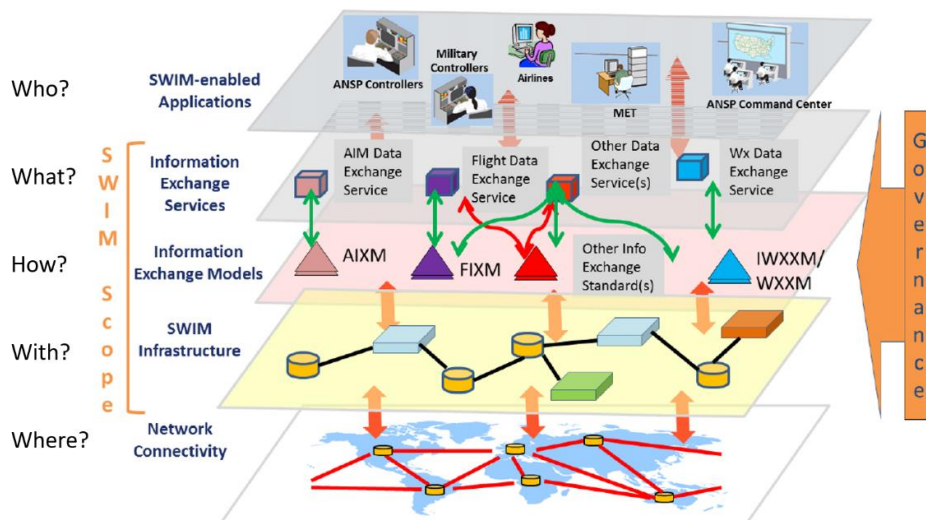 Who?
SWIM-enabled
Applications
ANSP Controllers
Military
Controllers
Airlines
MET
ANSP Command Center
What?
Information
Exchange
Services
AIM Data
Exchange
Service
Flight Data
Exchange
Service
Other Data
Exchange
Service(s)
Wx Data
Exchange
Service
How?
Information
Exchange Models
AIXM
FIXM
Other Info
Exchange
Standard(s)
IWXXM/
WXXM
With?
SWIM
Infrastructure
Where?
Network
Connectivity
SWIM Scope
Governance